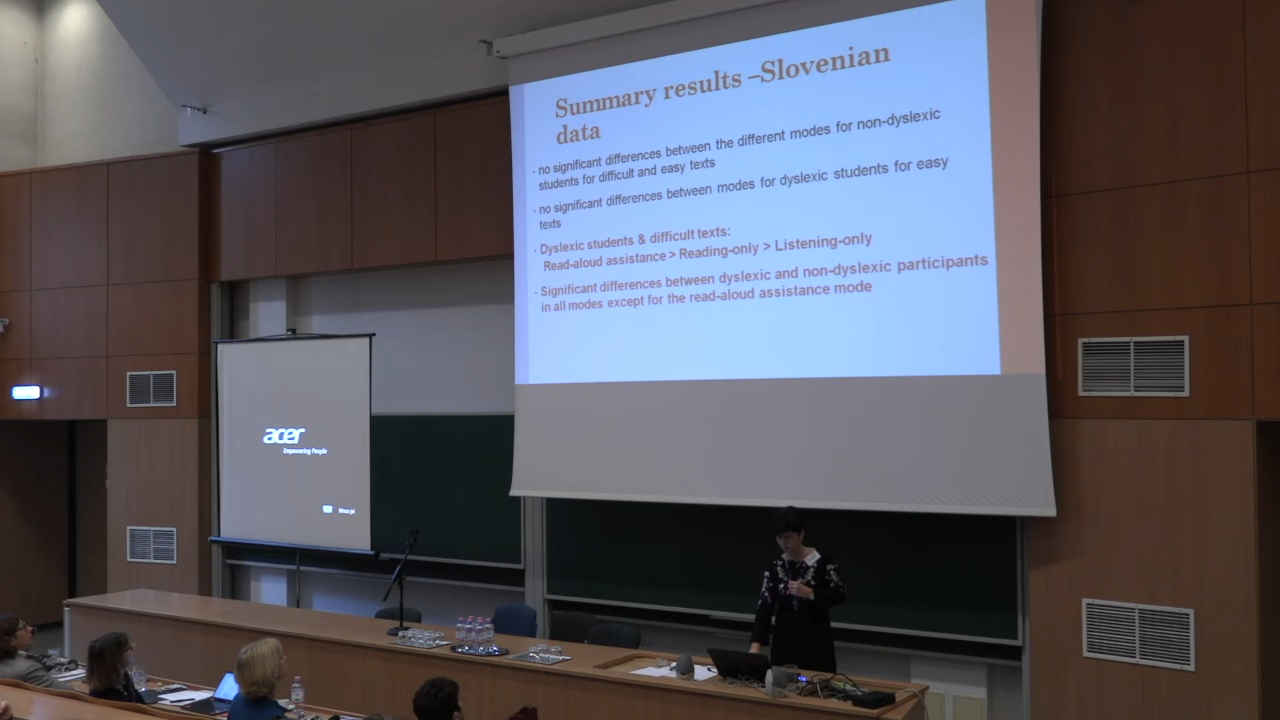 Summary results –Slovenian
data
· no significant differences between the different modes for non-dyslexic
students for difficult and easy texts
· no significant differences between modes for dyslexic students for easy
texts
· Dyslexic students & difficult texts:
Read-aloud assistance > Reading-only > Listening-only
· Significant differences between dyslexic and non-dyslexic participants
in all modes except for the read-aloud assistance mode
acer
Empowering People
Nincs jel